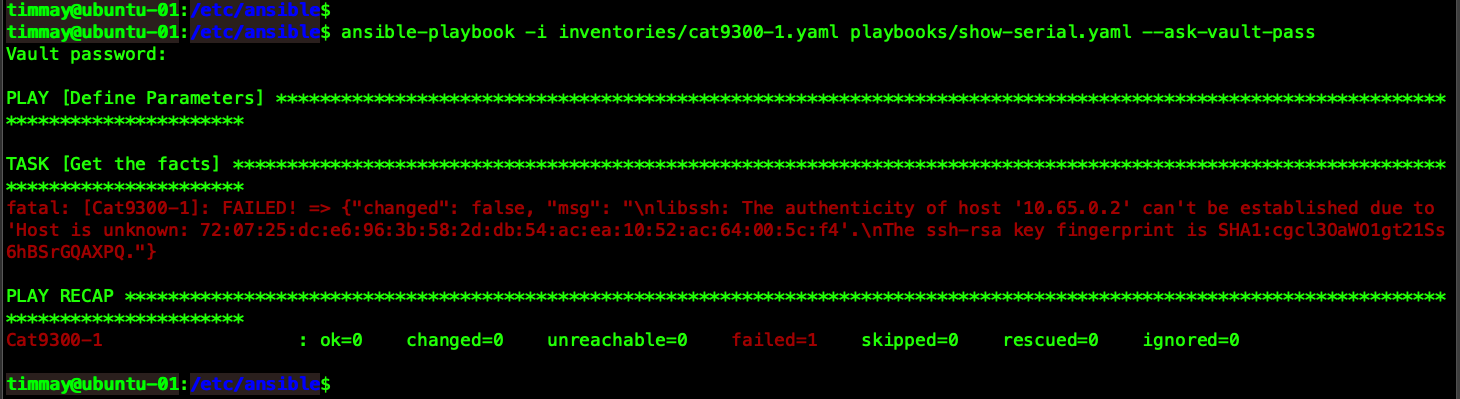 timmay@ubuntu-01:/etc/ansible$
timmay@ubuntu-01:/etc/ansible$ ansible-playbook -i inventories/cat9300-1.yaml playbooks/show-serial.yaml --ask-vault-pass
Vault password:
PLAY [Define Parameters] ************************************************************************************************************
**********************
TASK [Get the facts] ****************************************************************************************************************
**********************
fatal: [Cat9300-1]: FAILED! => {"changed": false, "msg": "\nlibssh: The authenticity of host '10.65.0.2' can't be established due to
'Host is unknown: 72:07:25:dc:e6:96:3b:58:2d:db:54:ac:ea:10:52:ac:64:00:5c:f4'.\nThe ssh-rsa key fingerprint is SHA1:cgcl3OaWO1gt21Ss
6hBSrGQAXPQ."}
PLAY RECAP **************************************************************************************************************************
**********************
Cat9300-1                  : ok=0    changed=0    unreachable=0    failed=1    skipped=0    rescued=0    ignored=0
timmay@ubuntu-01:/etc/ansible$